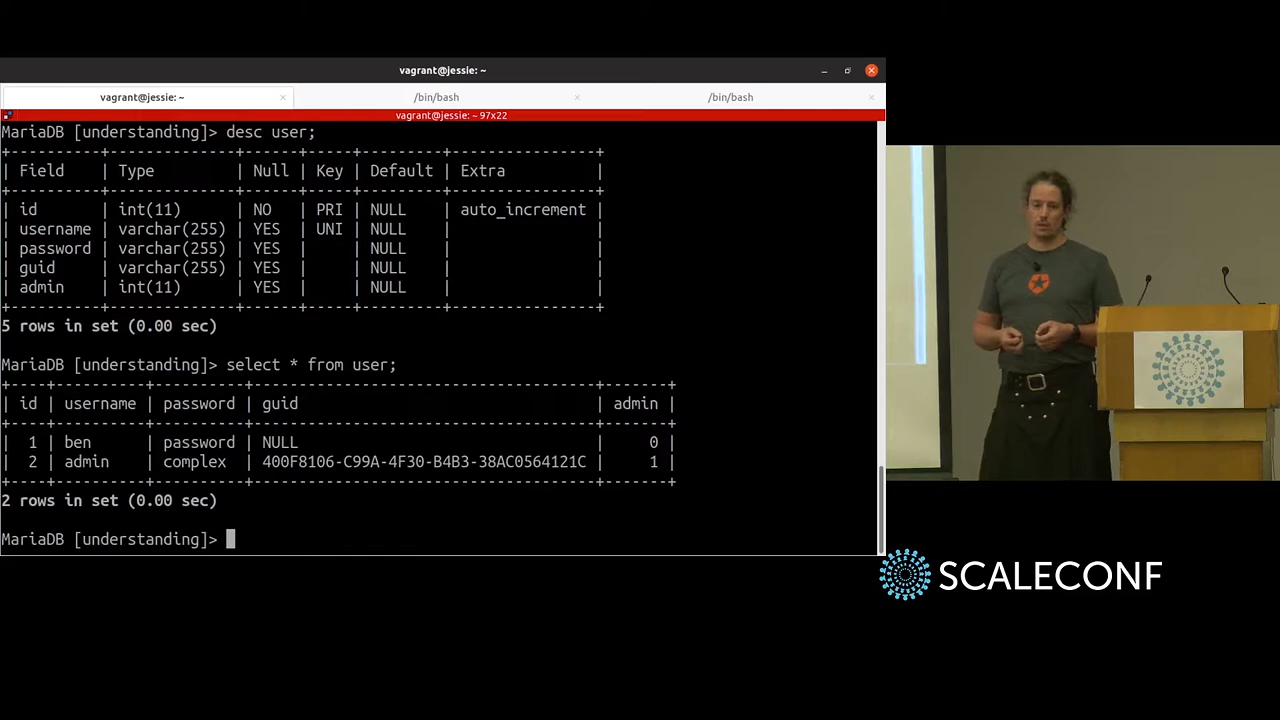 vagrant@jessie: ~
vagrant@jessie: ~ × /bin/bash × /bin/bash ×
vagrant@jessie: ~ 97x22
MariaDB [understanding]> desc user;
+----------+--------------+------+-----+---------+----------------+
| Field    | Type         | Null | Key | Default | Extra          |
+----------+--------------+------+-----+---------+----------------+
| id       | int(11)      | NO   | PRI | NULL    | auto_increment |
| username | varchar(255) | YES  | UNI | NULL    |                |
| password | varchar(255) | YES  |     | NULL    |                |
| guid     | varchar(255) | YES  |     | NULL    |                |
| admin    | int(11)      | YES  |     | NULL    |                |
+----------+--------------+------+-----+---------+----------------+
5 rows in set (0.00 sec)
MariaDB [understanding]> select * from user;
+----+----------+----------+--------------------------------------+-------+
| id | username | password | guid                                 | admin |
+----+----------+----------+--------------------------------------+-------+
|  1 | ben      | password | NULL                                 |     0 |
|  2 | admin    | complex  | 400F8106-C99A-4F30-B4B3-38AC0564121C |     1 |
+----+----------+----------+--------------------------------------+-------+
2 rows in set (0.00 sec)
MariaDB [understanding]>
SCALECONF